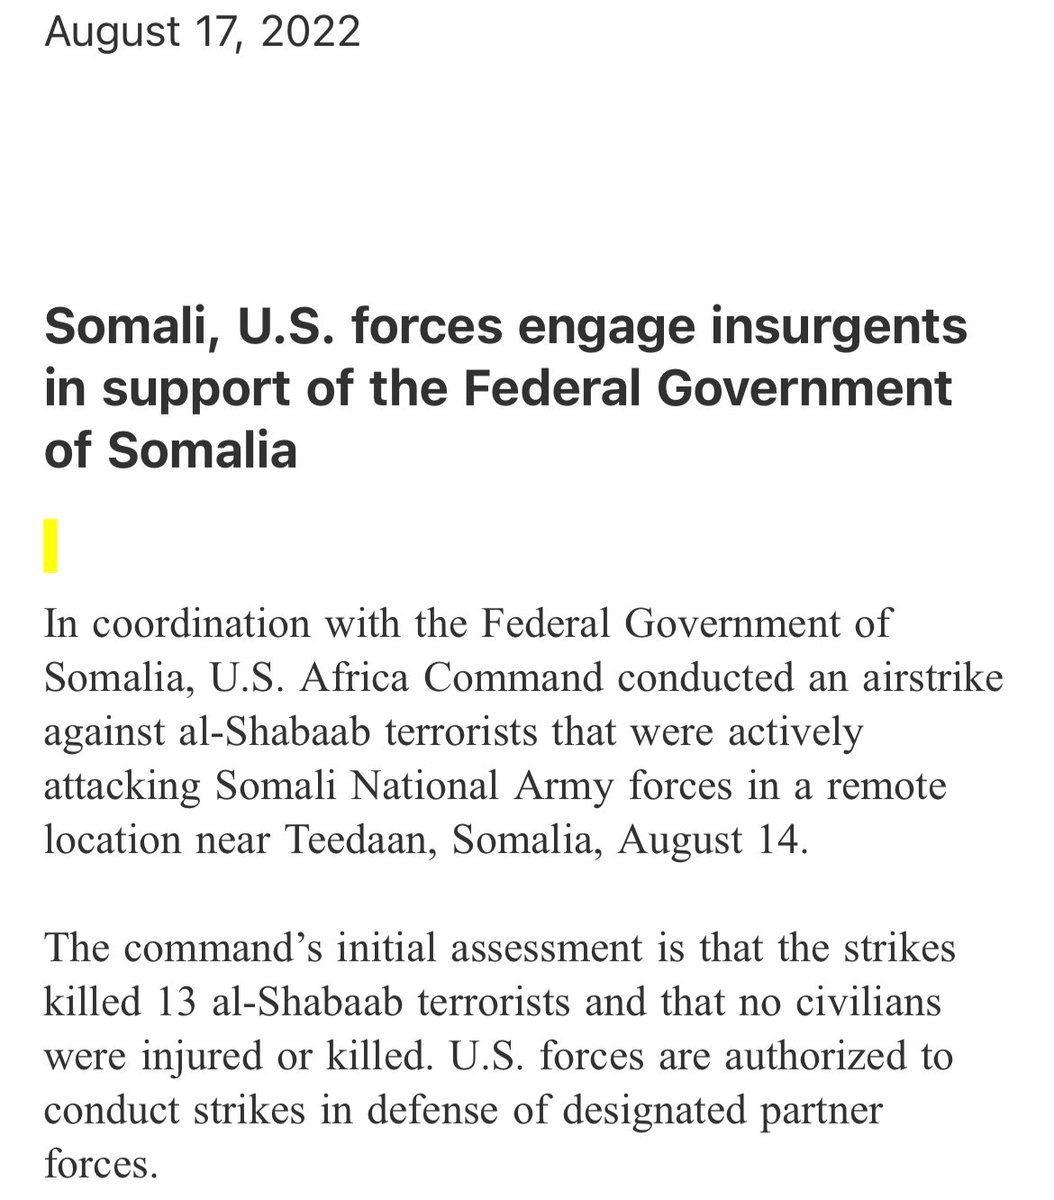 August 17, 2022
Somali, U.S. forces engage insurgents
in support of the Federal Government
of Somalia
In coordination with the Federal Government of
Somalia, U.S. Africa Command conducted an airstrike
against al-Shabaab terrorists that were actively
attacking Somali National Army forces in a remote
location near Teedaan, Somalia, August 14.
The command’s initial assessment is that the strikes
killed 13 al-Shabaab terrorists and that no civilians
were injured or killed. U.S. forces are authorized to
conduct strikes in defense of designated partner
forces.